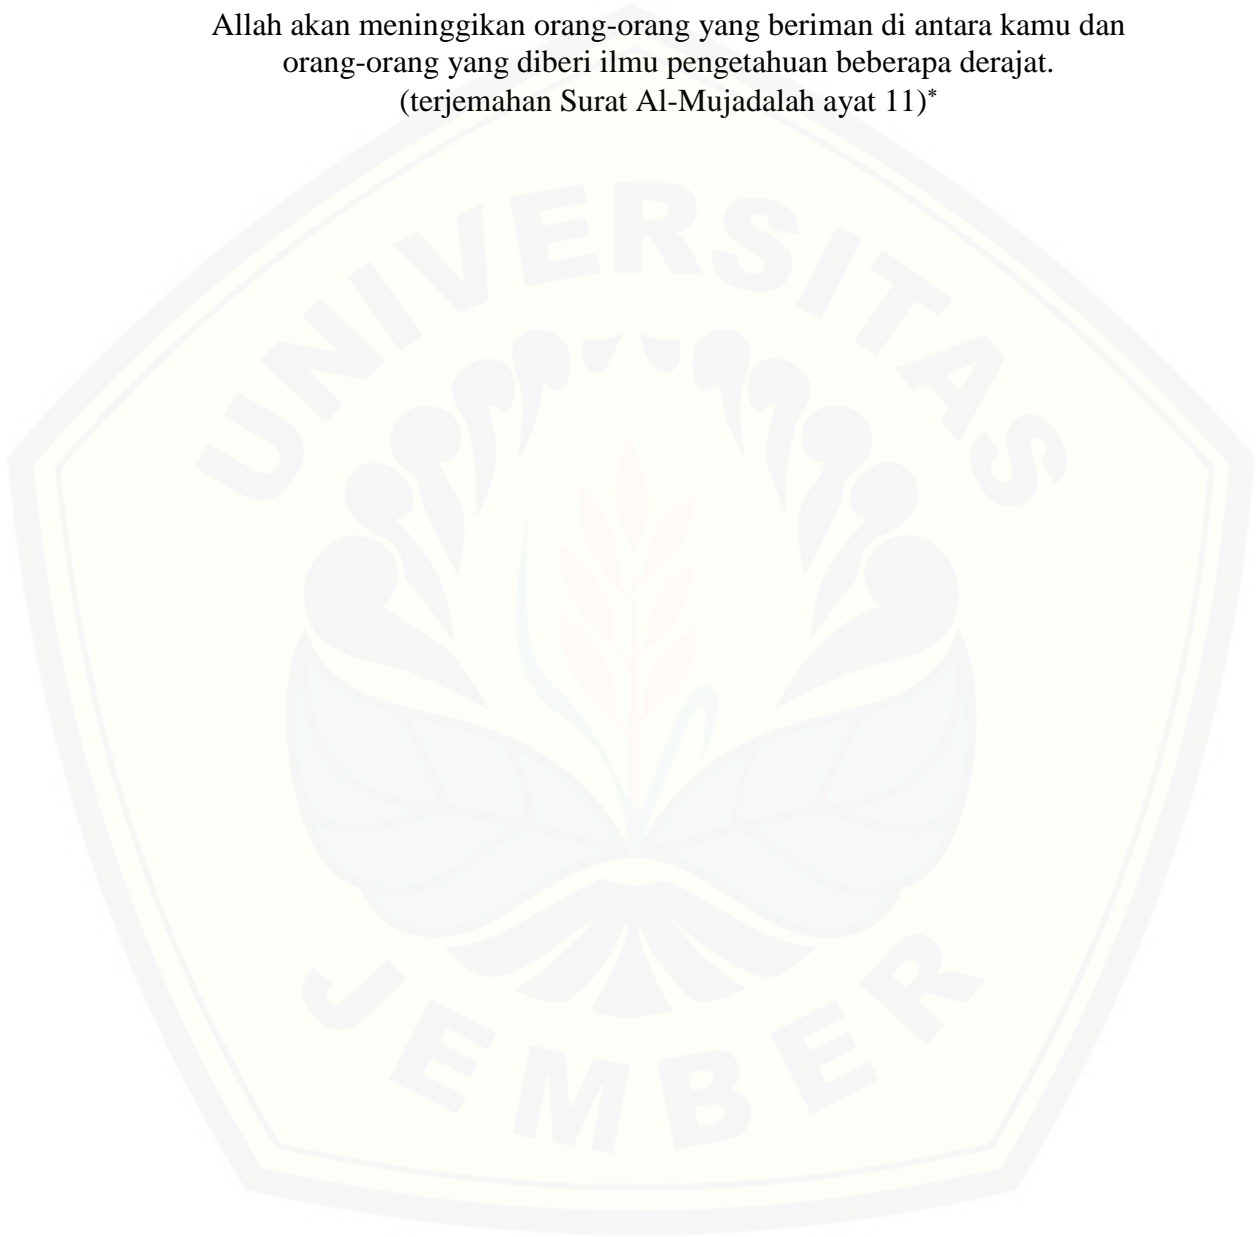 Allah akan meninggikan orang-orang yang beriman di antara kamu dan
orang-orang yang diberi ilmu pengetahuan beberapa derajat.
(terjemahan Surat Al-Mujadalah ayat 11)*
UNIVERSITAS
JEMBER